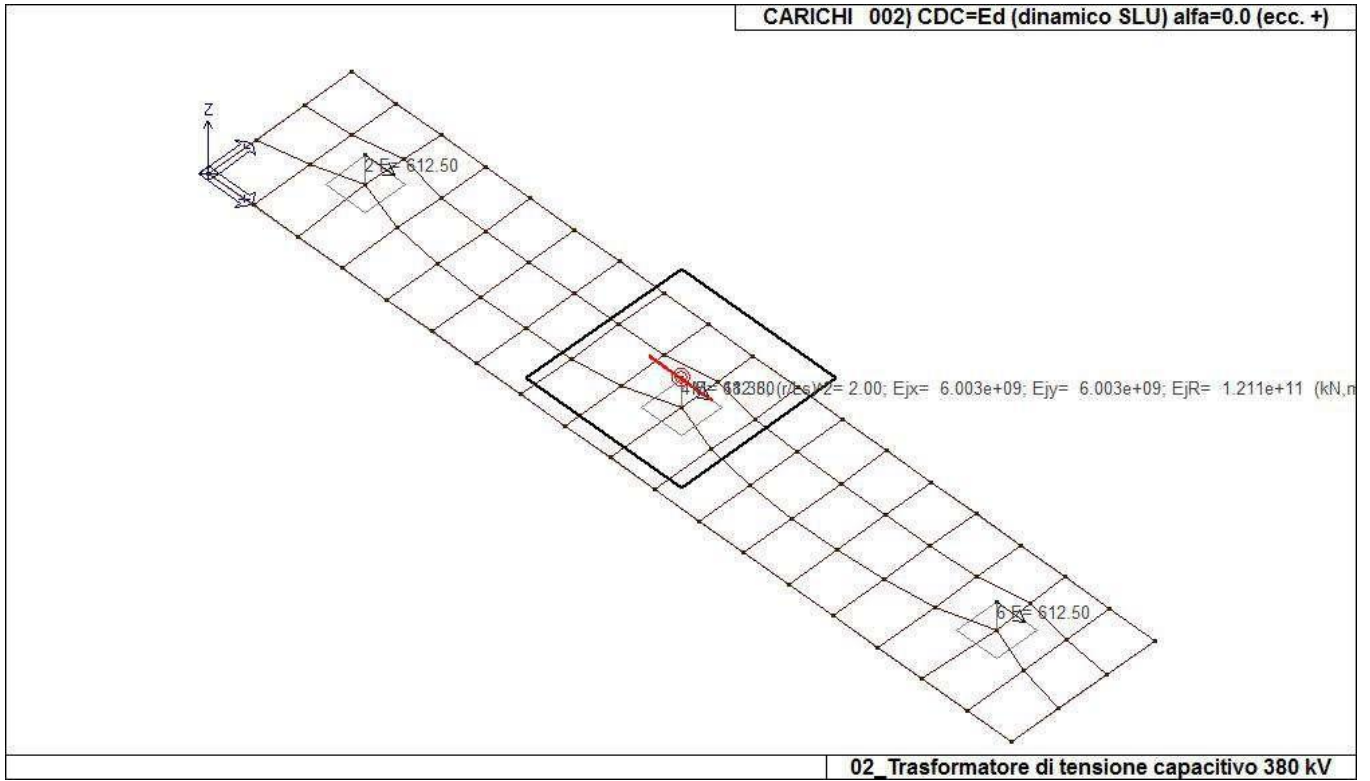 CARICHI 002) CDC=Ed (dinamico SLU) alfa=0.0 (ecc. +)
Z
2 E= 612.50
2= 2.00; Ejx= 6.003e+09; Ejy= 6.003e+09; EjR= 1.211e+11 (kN,m
6 E= 612.50
02_Trasformatore di tensione capacitivo 380 kV